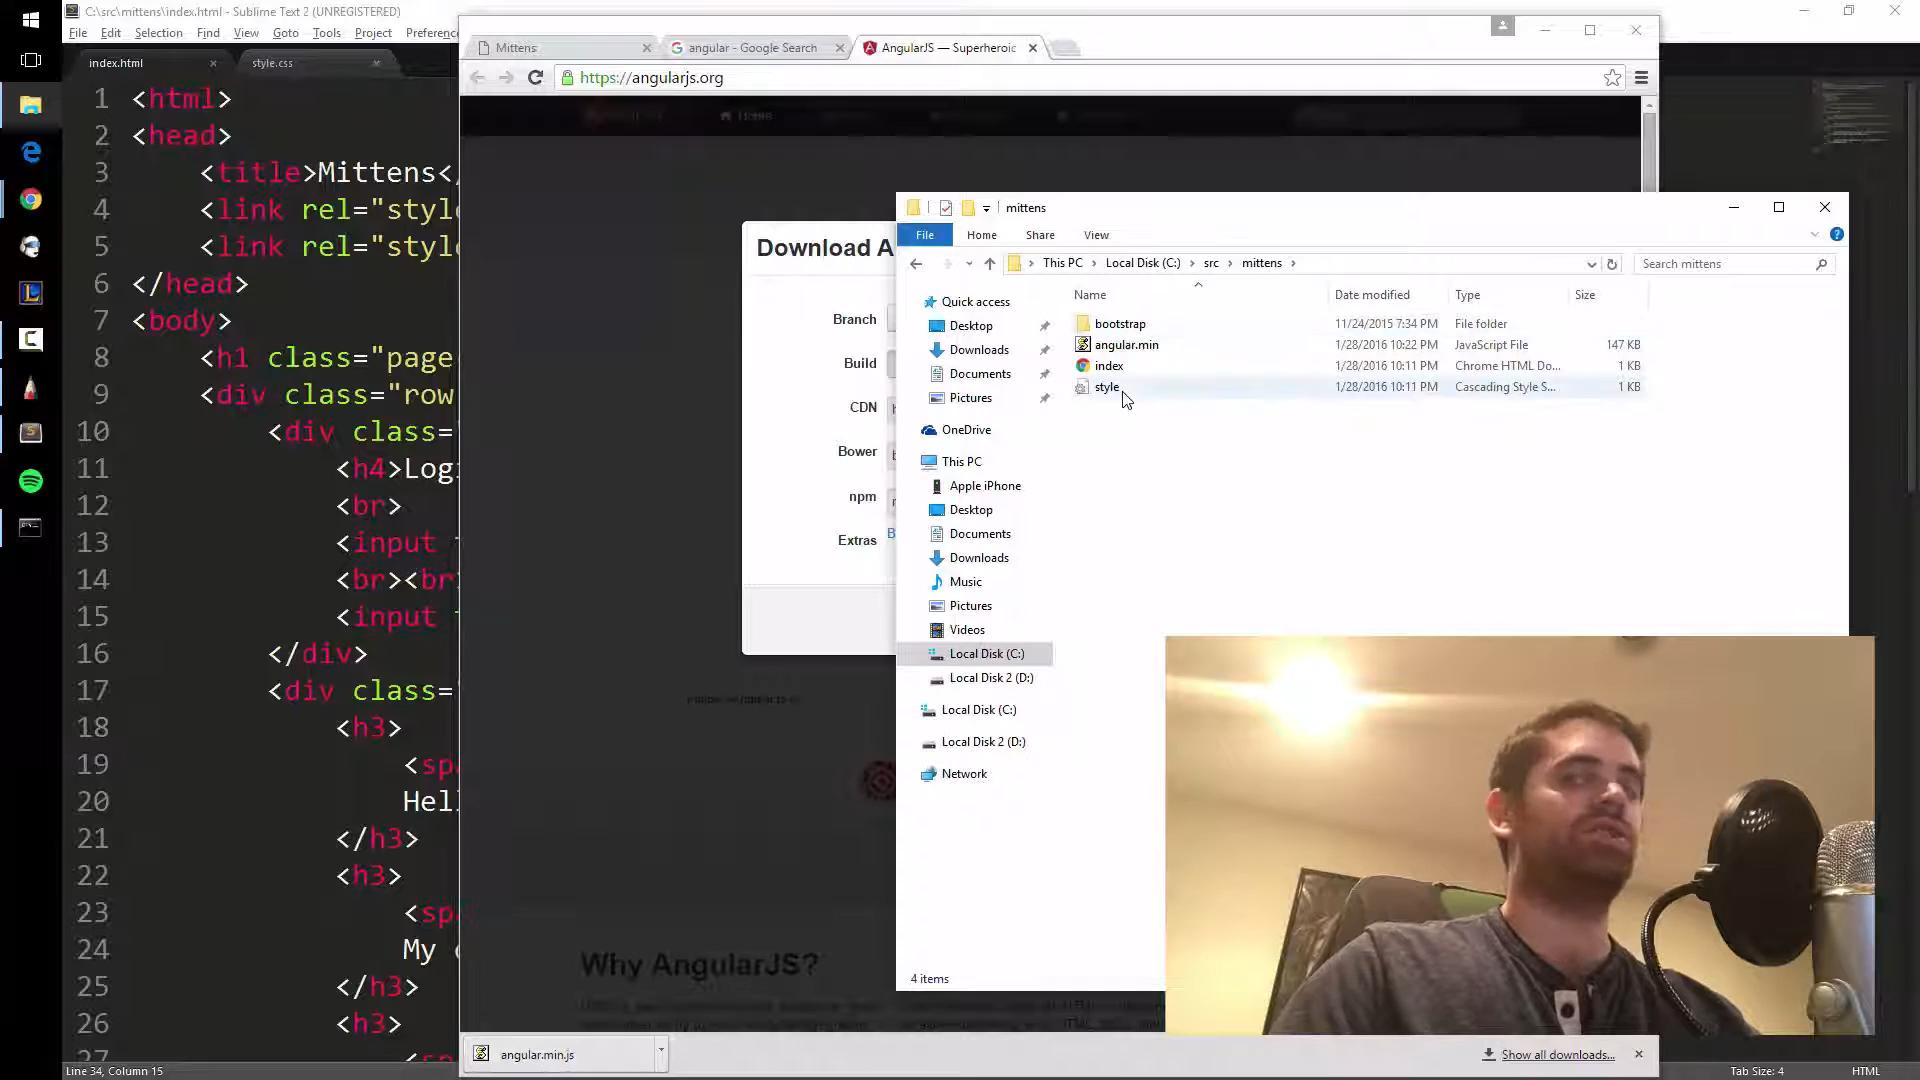 C:\src\mittens\index.html - Sublime Text 2 (UNREGISTERED)
File Edit Selection Find View Goto Tools Project Preferenc
index.html
style.css
1 <html>
2 <head>
3 <title>Mittens<
4 <link rel="styl
5 <link rel="styl
6 </head>
7 <body>
8 <h1 class="page
9 <div class="row
10 <div class=
11 <h4>Log
12 <br>
13 <input
14 <br><br
15 <input
16 </div>
17 <div class=
18 <h3>
19 <sp
20 Hel
21 </h3>
22 <h3>
23 <sp
24 My
25 </h3>
26 <h3>
27
Line 34, Column 15
Tab Size: 4
HTML
Mittens
angular - Google Search
AngularJS — Superheroic
https://angularjs.org
Home
Download A
Branch
Build
CDN
Bower
npm
Extras
B
Why AngularJS?
mittens
File Home Share View
This PC > Local Disk (C:) > src > mittens >
Search mittens
Name Date modified Type Size
bootstrap 11/24/2015 7:34 PM File folder
angular.min 1/28/2016 10:22 PM JavaScript File 147 KB
index 1/28/2016 10:11 PM Chrome HTML Do... 1 KB
style 1/28/2016 10:11 PM Cascading Style S... 1 KB
Quick access
Desktop
Downloads
Documents
Pictures
OneDrive
This PC
Apple iPhone
Desktop
Documents
Downloads
Music
Pictures
Videos
Local Disk (C:)
Local Disk 2 (D:)
Local Disk (C:)
Local Disk 2 (D:)
Network
4 items
angular.min.js
Show all downloads...